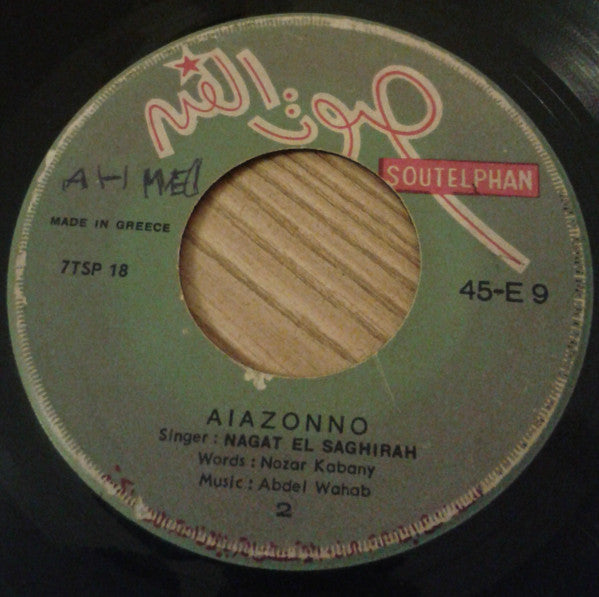 صوت الفن
SOUTELPHAN
AHMED
MADE IN GREECE
7TSP 18
45-E 9
AIAZONNO
Singer : NAGAT EL SAGHIRAH
Words : Nozar Kabany
Music : Abdel Wahab
2